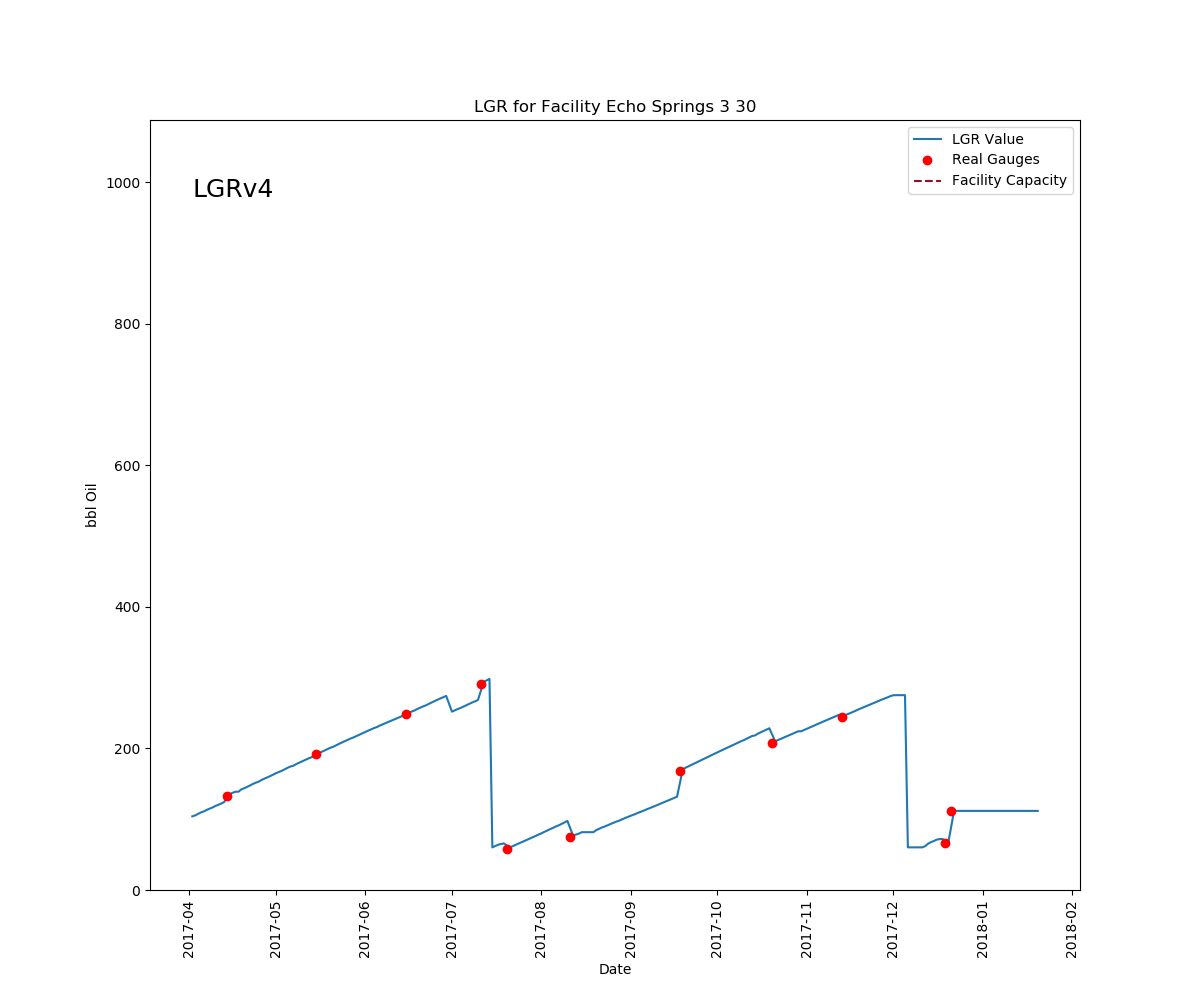 LGR for Facility Echo Springs 3 30
LGRv4
LGR Value
Real Gauges
Facility Capacity
bbl Oil
1000
800
600
400
200
0
2017-04
2017-05
2017-06
2017-07
2017-08
2017-09
2017-10
2017-11
2017-12
2018-01
2018-02
Date